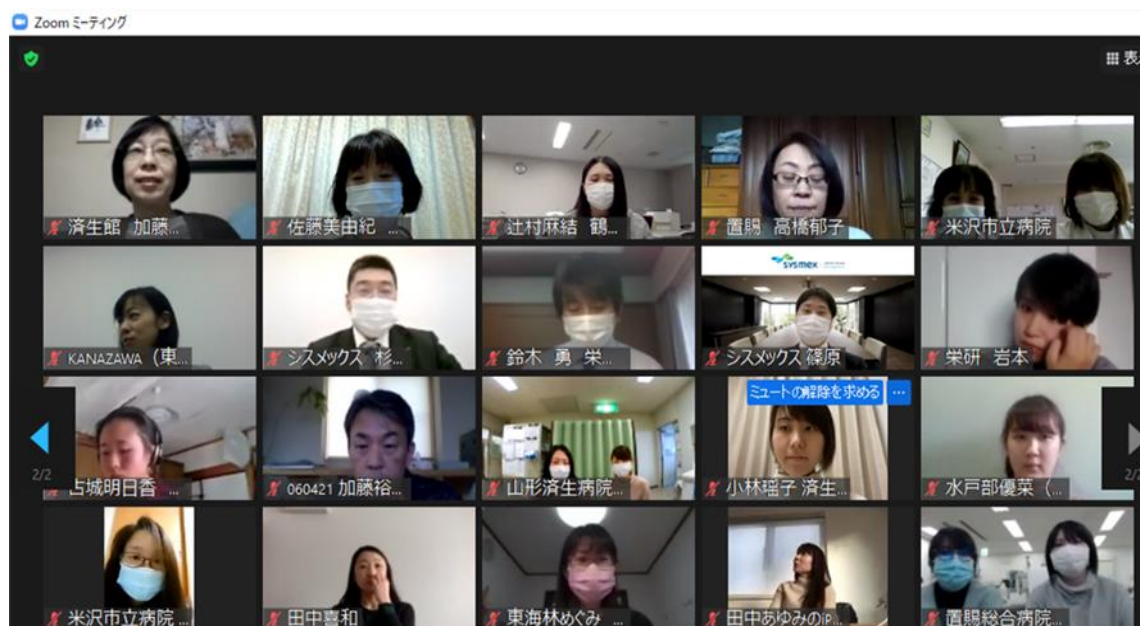 Zoom ミーティング
表
済生館 加藤...
佐藤美由紀 ...
辻村麻結 鶴...
置賜 高橋郁子
米沢市立病院 ...
KANAZAWA（東...
シスメックス 杉...
鈴木 勇 栄...
sysmex
シスメックス 篠原
栄研 岩本
ミュートの解除を求める ...
2/2
占城明日香 ...
060421 加藤裕...
山形済生病院...
小林瑶子 済生...
水戸部優菜（...
2/2
米沢市立病院 ...
田中喜和
東海林めぐみ ...
田中あゆみのiP...
置賜総合病院...